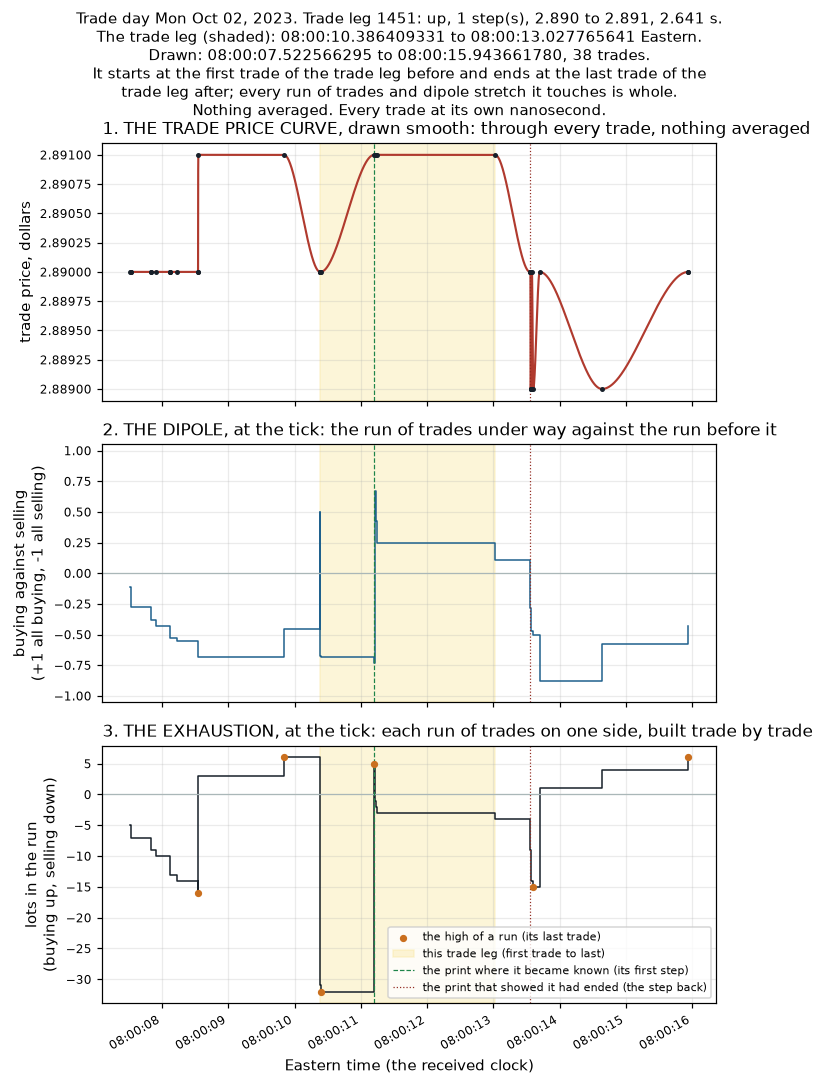 Trade day Mon Oct 02, 2023. Trade leg 1451: up, 1 step(s), 2.890 to 2.891, 2.641 s.
The trade leg (shaded): 08:00:10.386409331 to 08:00:13.027765641 Eastern.
Drawn: 08:00:07.522566295 to 08:00:15.943661780, 38 trades.
It starts at the first trade of the trade leg before and ends at the last trade of the
trade leg after; every run of trades and dipole stretch it touches is whole.
Nothing averaged. Every trade at its own nanosecond.
1. THE TRADE PRICE CURVE, drawn smooth: through every trade, nothing averaged
2.89100
2.89075
2.89050
2.89025
2.89000
2.88975
2.88950
2.88925
2.88900
trade price, dollars
2. THE DIPOLE, at the tick: the run of trades under way against the run before it
1.00
0.75
0.50
0.25
0.00
−0.25
−0.50
−0.75
−1.00
buying against selling
(+1 all buying, -1 all selling)
3. THE EXHAUSTION, at the tick: each run of trades on one side, built trade by trade
5
0
−5
−10
−15
−20
−25
−30
lots in the run
(buying up, selling down)
the high of a run (its last trade)
this trade leg (first trade to last)
the print where it became known (its first step)
the print that showed it had ended (the step back)
08:00:08
08:00:09
08:00:10
08:00:11
08:00:12
08:00:13
08:00:14
08:00:15
08:00:16
Eastern time (the received clock)